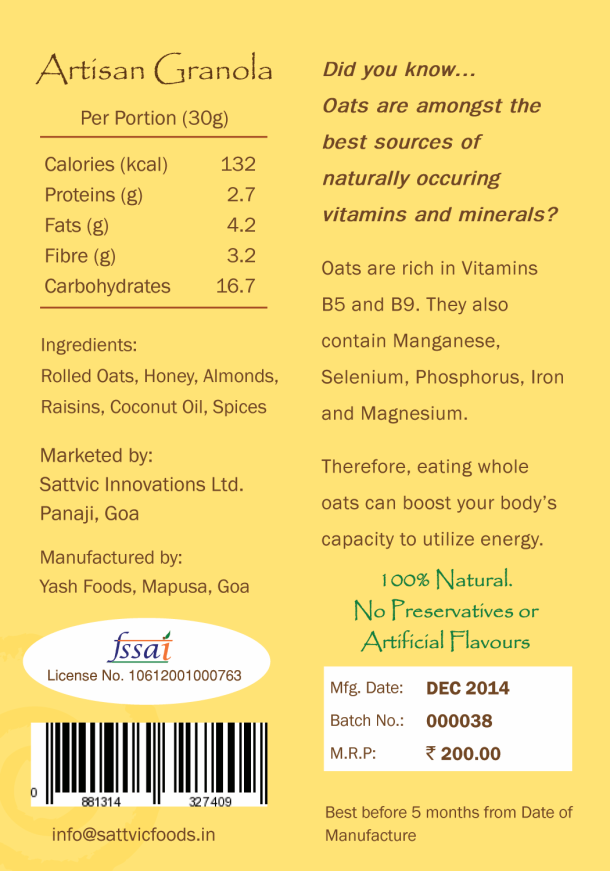 Artisan Granola
Per Portion (30g)
Calories (kcal) 132
Proteins (g) 2.7
Fats (g) 4.2
Fibre (g) 3.2
Carbohydrates 16.7
Ingredients:
Rolled Oats, Honey, Almonds,
Raisins, Coconut Oil, Spices
Marketed by:
Sattvic Innovations Ltd.
Panaji, Goa
Manufactured by:
Yash Foods, Mapusa, Goa
fssai
License No. 10612001000763
0 881314 327409
info@sattvicfoods.in
Did you know...
Oats are amongst the
best sources of
naturally occuring
vitamins and minerals?
Oats are rich in Vitamins
B5 and B9. They also
contain Manganese,
Selenium, Phosphorus, Iron
and Magnesium.
Therefore, eating whole
oats can boost your body's
capacity to utilize energy.
100% Natural.
No Preservatives or
Artificial Flavours
Mfg. Date: DEC 2014
Batch No.: 000038
M.R.P: ₹ 200.00
Best before 5 months from Date of
Manufacture